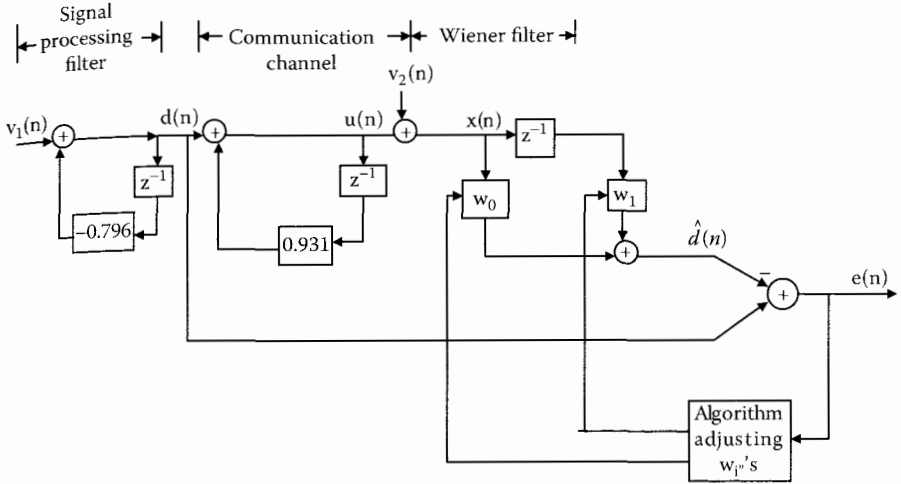 Signal
processing
filter
Communication
channel
Wiener filter
v₂(n)
v₁(n)
+
d(n)
+
u(n)
+
x(n)
z⁻¹
z⁻¹
z⁻¹
w₀
w₁
−0.796
0.931
+
d̂(n)
−
+
e(n)
Algorithm
adjusting
wᵢ"'s